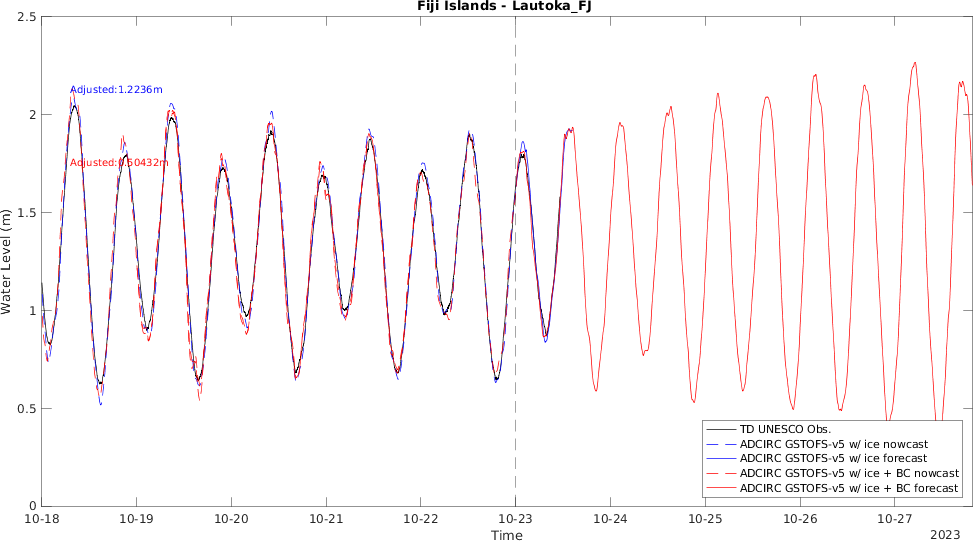 Fiji Islands - Lautoka_FJ
2.5
Adjusted:1.2236m
2
Adjusted:0.50432m
1.5
Water Level (m)
1
0.5
TD UNESCO Obs.
ADCIRC GSTOFS-v5 w/ ice nowcast
ADCIRC GSTOFS-v5 w/ ice forecast
ADCIRC GSTOFS-v5 w/ ice + BC nowcast
ADCIRC GSTOFS-v5 w/ ice + BC forecast
0
10-18 10-19 10-20 10-21 10-22 10-23 10-24 10-25 10-26 10-27
Time
2023